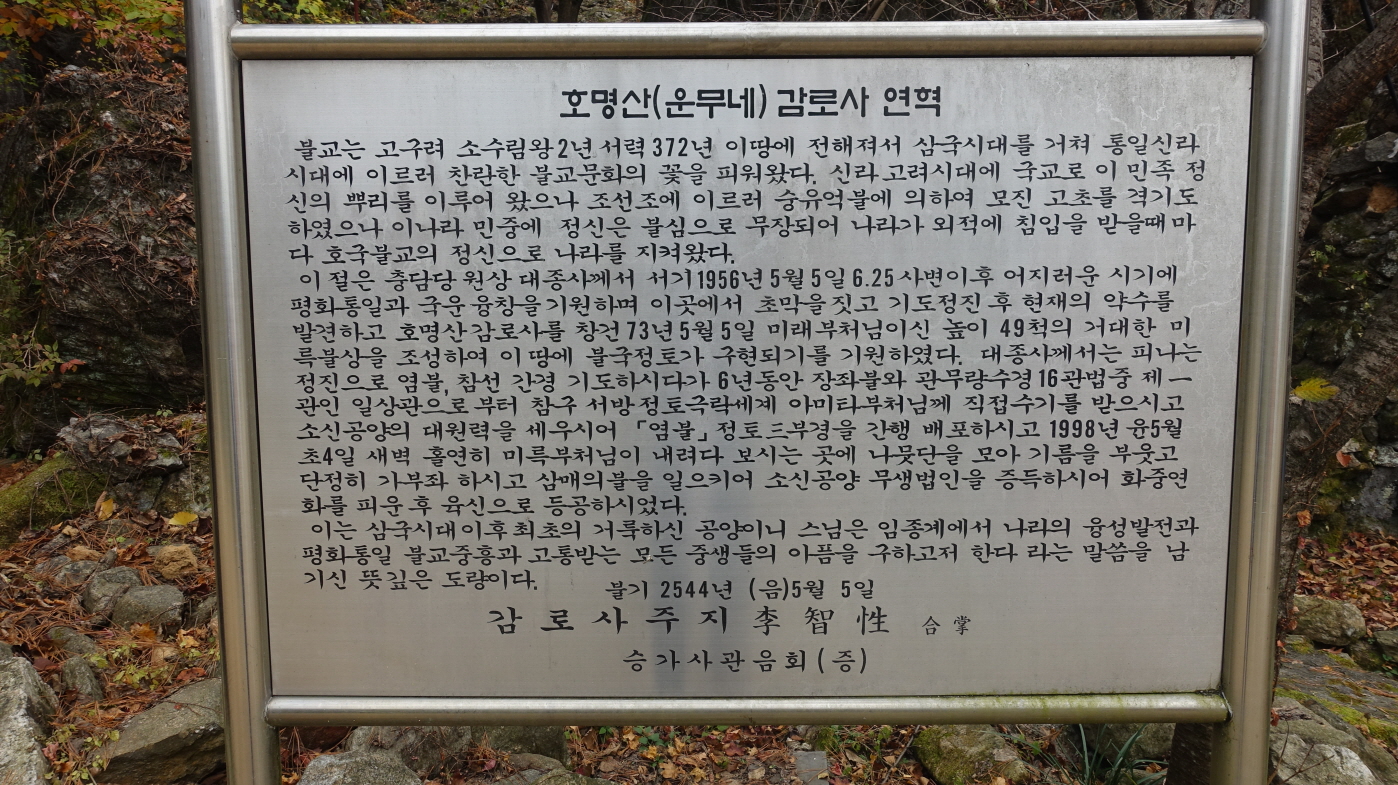 호명산(운무네) 감로사 연혁
불교는 고구려 소수림왕2년 서력 372년 이땅에 전해져서 삼국시대를 거쳐 통일신라
시대에 이르러 찬란한 불교문화의 꽃을 피워왔다. 신라 고려시대에 국교로 이 민족 정
신의 뿌리를 이루어 왔으나 조선조에 이르러 숭유억불에 의하여 모진 고초를 격기도
하였으나 이나라 민중에 정신은 불심으로 무장되어 나라가 외적에 침입을 받을때 마
다 호국불교의 정신으로 나라를 지켜왔다.
이 절은 충담당 원상 대종사께서 서기 1956년 5월 5일 6.25 사변이후 어지러운 시기에
평화통일과 국운 융창을 기원하며 이곳에서 초막을 짓고 기도정진 후 현재의 약수를
발견하고 호명산 감로사를 창건 73년 5월 5일 미래부처님이신 높이 49척의 거대한 미
륵불상을 조성하여 이 땅에 불국정토가 구현되기를 기원하였다. 대종사께서는 피나는
정진으로 염불, 참선 간경 기도하시다가 6년동안 장좌불와 관무량수경 16관법중 제一
관인 일상관으로 부터 참구 서방정토극락세계 아미타부처님께 직접수기를 받으시고
소신공양의 대원력을 세우시어 「염불」정토三부경을 간행 배포하시고 1998년 윤5월
초4일 새벽 홀연히 미륵부처님이 내려다 보시는 곳에 나뭇단을 모아 기름을 부웃고
단정히 가부좌 하시고 삼매의불을 일으키어 소신공양 무생법인을 증득하시어 화중연
화를 피운 후 육신으로 등공하시었다.
이는 삼국시대 이후 최초의 거룩하신 공양이니 스님은 임종계에서 나라의 융성발전과
평화통일 불교중흥과 고통받는 모든 중생들의 아픔을 구하고저 한다 라는 말씀을 남
기신 뜻 깊은 도량이다.
불기 2544년 (음)5월 5일
감로사주지 李智性 合掌
승가사관음회(증)